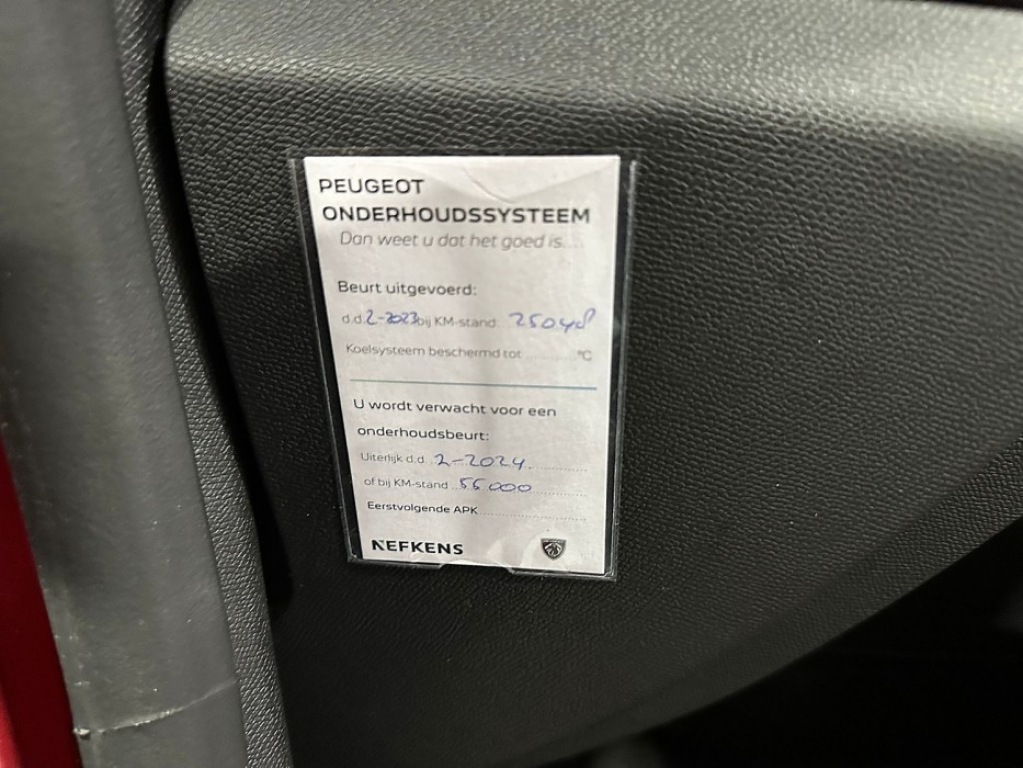 PEUGEOT
ONDERHOUDSSYSTEEM
Dan weet u dat het goed is....
Beurt uitgevoerd:
d.d. 2-2023 bij KM-stand 25048
Koelsysteem beschermd tot ............°C
U wordt verwacht voor een
onderhoudsbeurt:
Uiterlijk d.d. 2-2024
of bij KM-stand 55000
Eerstvolgende APK
NEFKENS